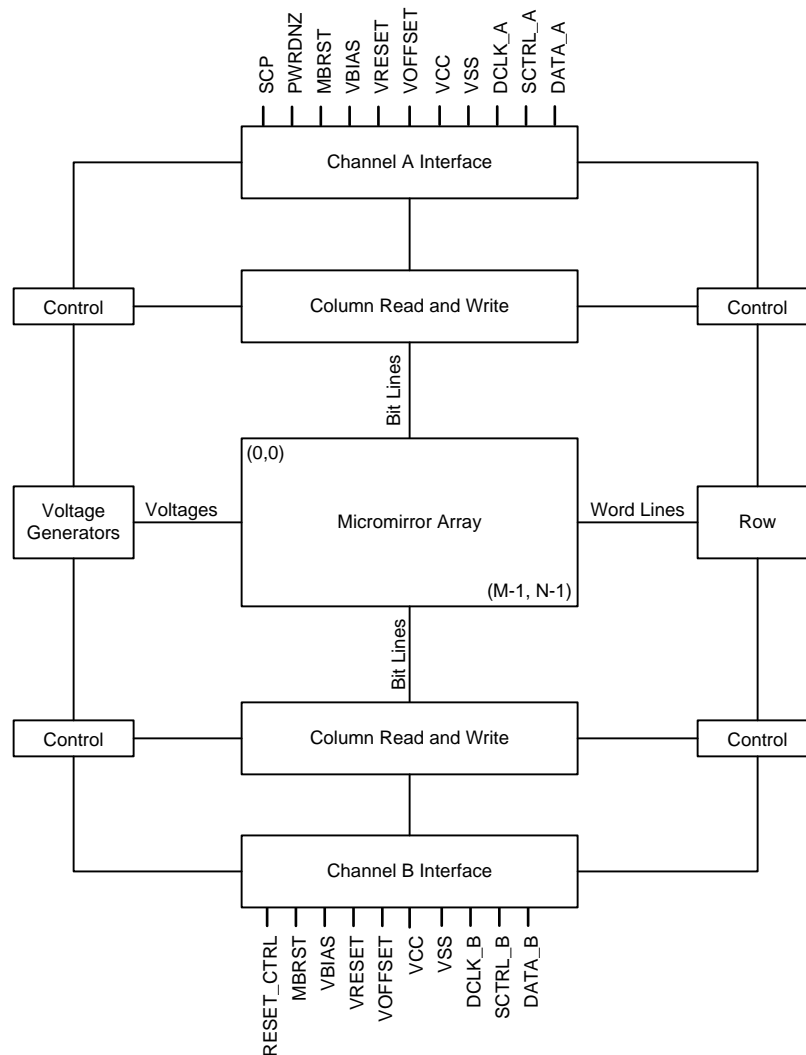 SCP
PWRDNZ
MBRST
VBIAS
VRESET
VOFFSET
VCC
VSS
DCLK_A
SCTRL_A
DATA_A
Channel A Interface
Control
Column Read and Write
Control
Bit Lines
(0,0)
Voltage
Generators
Voltages
Micromirror Array
Word Lines
Row
(M-1, N-1)
Bit Lines
Control
Column Read and Write
Control
Channel B Interface
RESET_CTRL
MBRST
VBIAS
VRESET
VOFFSET
VCC
VSS
DCLK_B
SCTRL_B
DATA_B